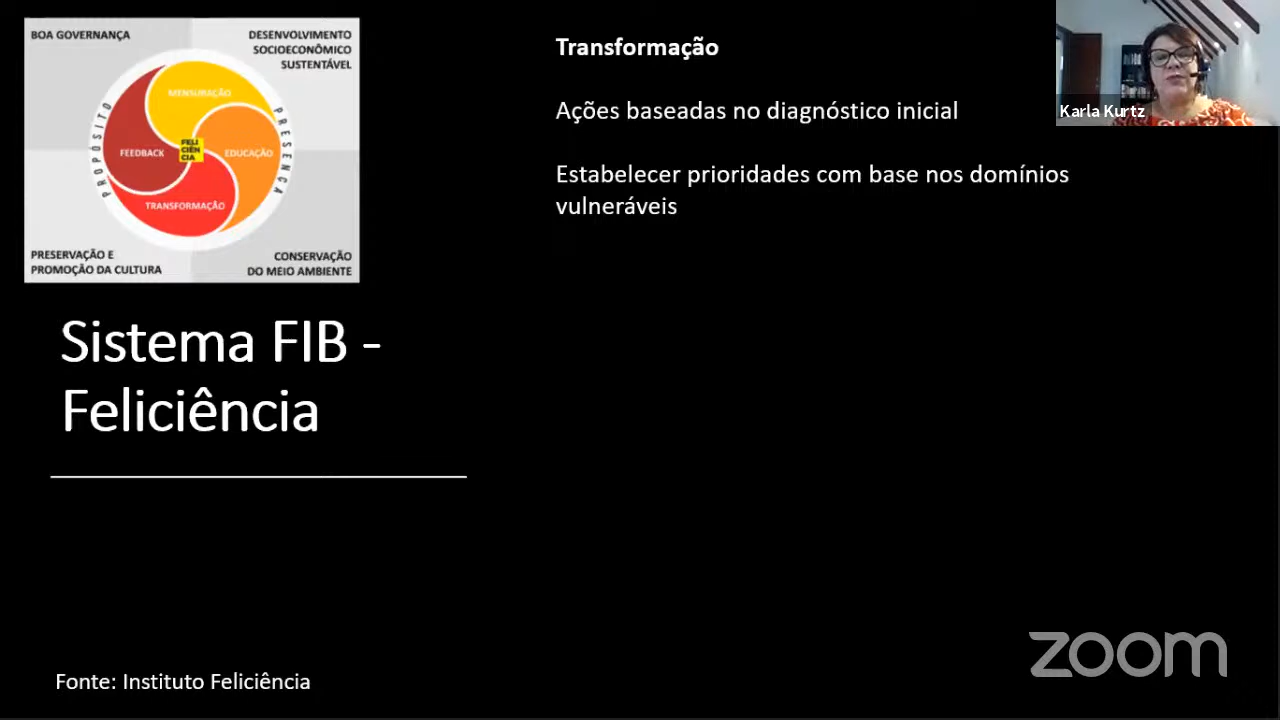 BOA GOVERNANÇA
DESENVOLVIMENTO
SOCIOECONÔMICO
SUSTENTÁVEL
MENSURAÇÃO
PROPÓSITO
PRESENÇA
FEEDBACK
FELI
CIÊN
CIA
EDUCAÇÃO
TRANSFORMAÇÃO
PRESERVAÇÃO E
PROMOÇÃO DA CULTURA
CONSERVAÇÃO
DO MEIO AMBIENTE
Sistema FIB -
Feliciência
Fonte: Instituto Feliciência
Transformação
Ações baseadas no diagnóstico inicial
Estabelecer prioridades com base nos domínios
vulneráveis
Karla Kurtz
zoom